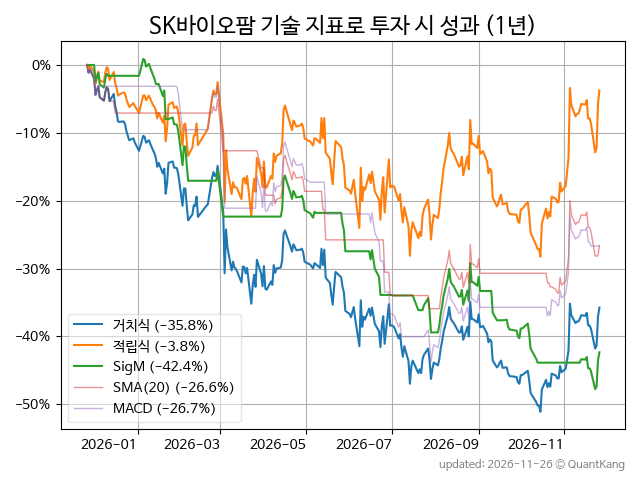 SK바이오팜 기술 지표로 투자 시 성과 (1년)
0%
−10%
−20%
−30%
−40%
−50%
거치식 (−35.8%)
적립식 (−3.8%)
SigM (−42.4%)
SMA(20) (−26.6%)
MACD (−26.7%)
2026−01
2026−03
2026−05
2026−07
2026−09
2026−11
updated: 2026-11-26 © QuantKang